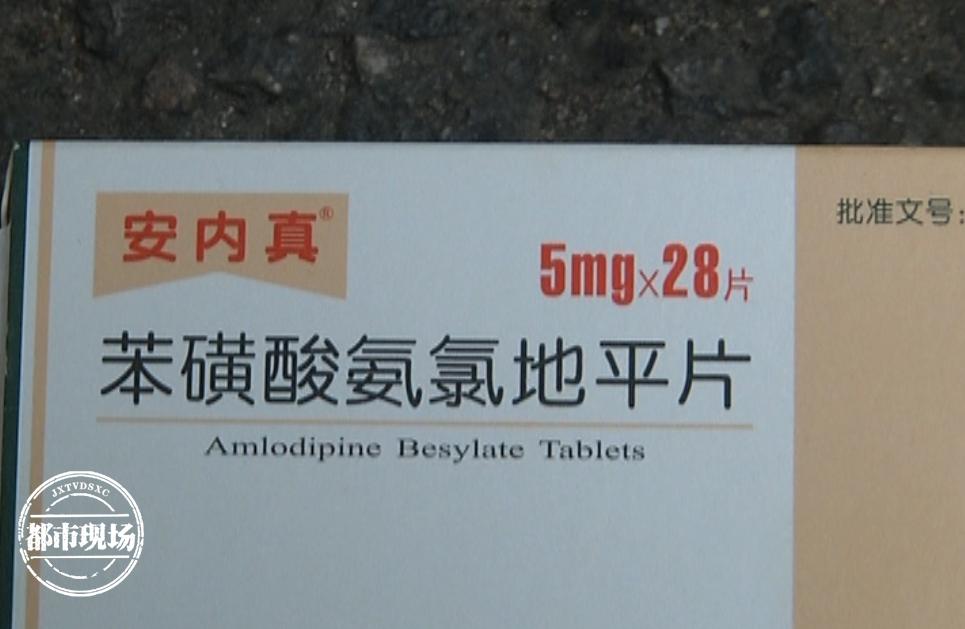 安内真®
5mg×28片
苯磺酸氨氯地平片
Amlodipine Besylate Tablets
批准文号:
JXTVDSXC
都市现场